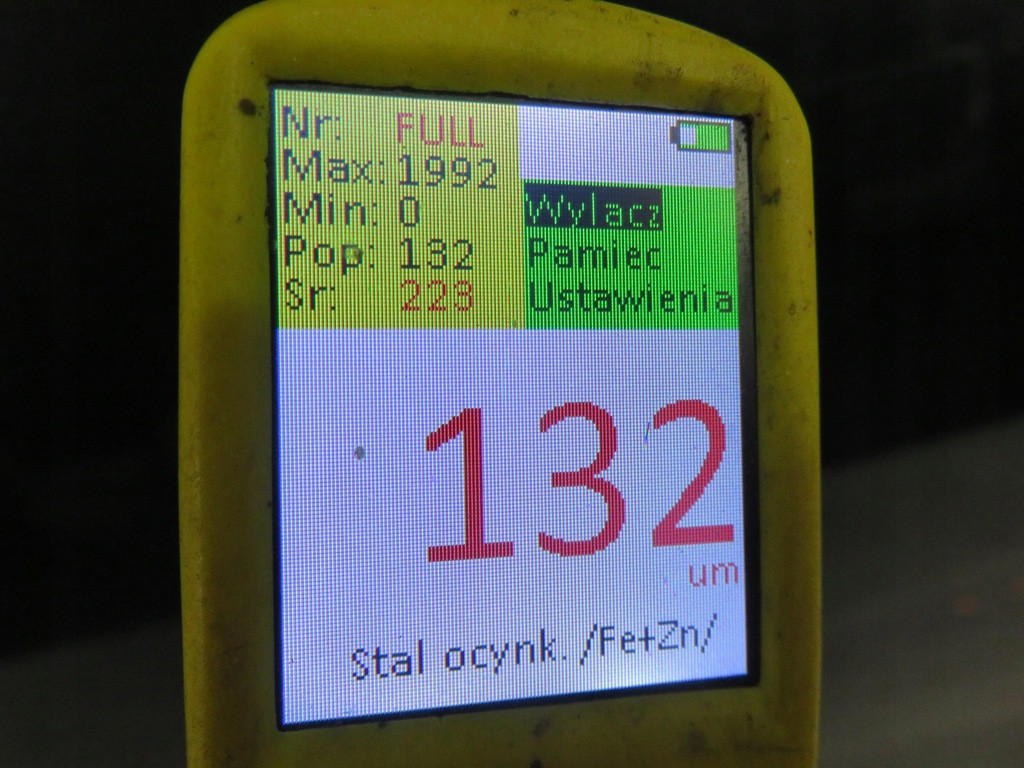 Nr: FULL
Max: 1992
Min: 0
Pop: 132
Sr: 223
Wylacz
Pamiec
Ustawienia
132
um
Stal ocynk. /Fe+Zn/